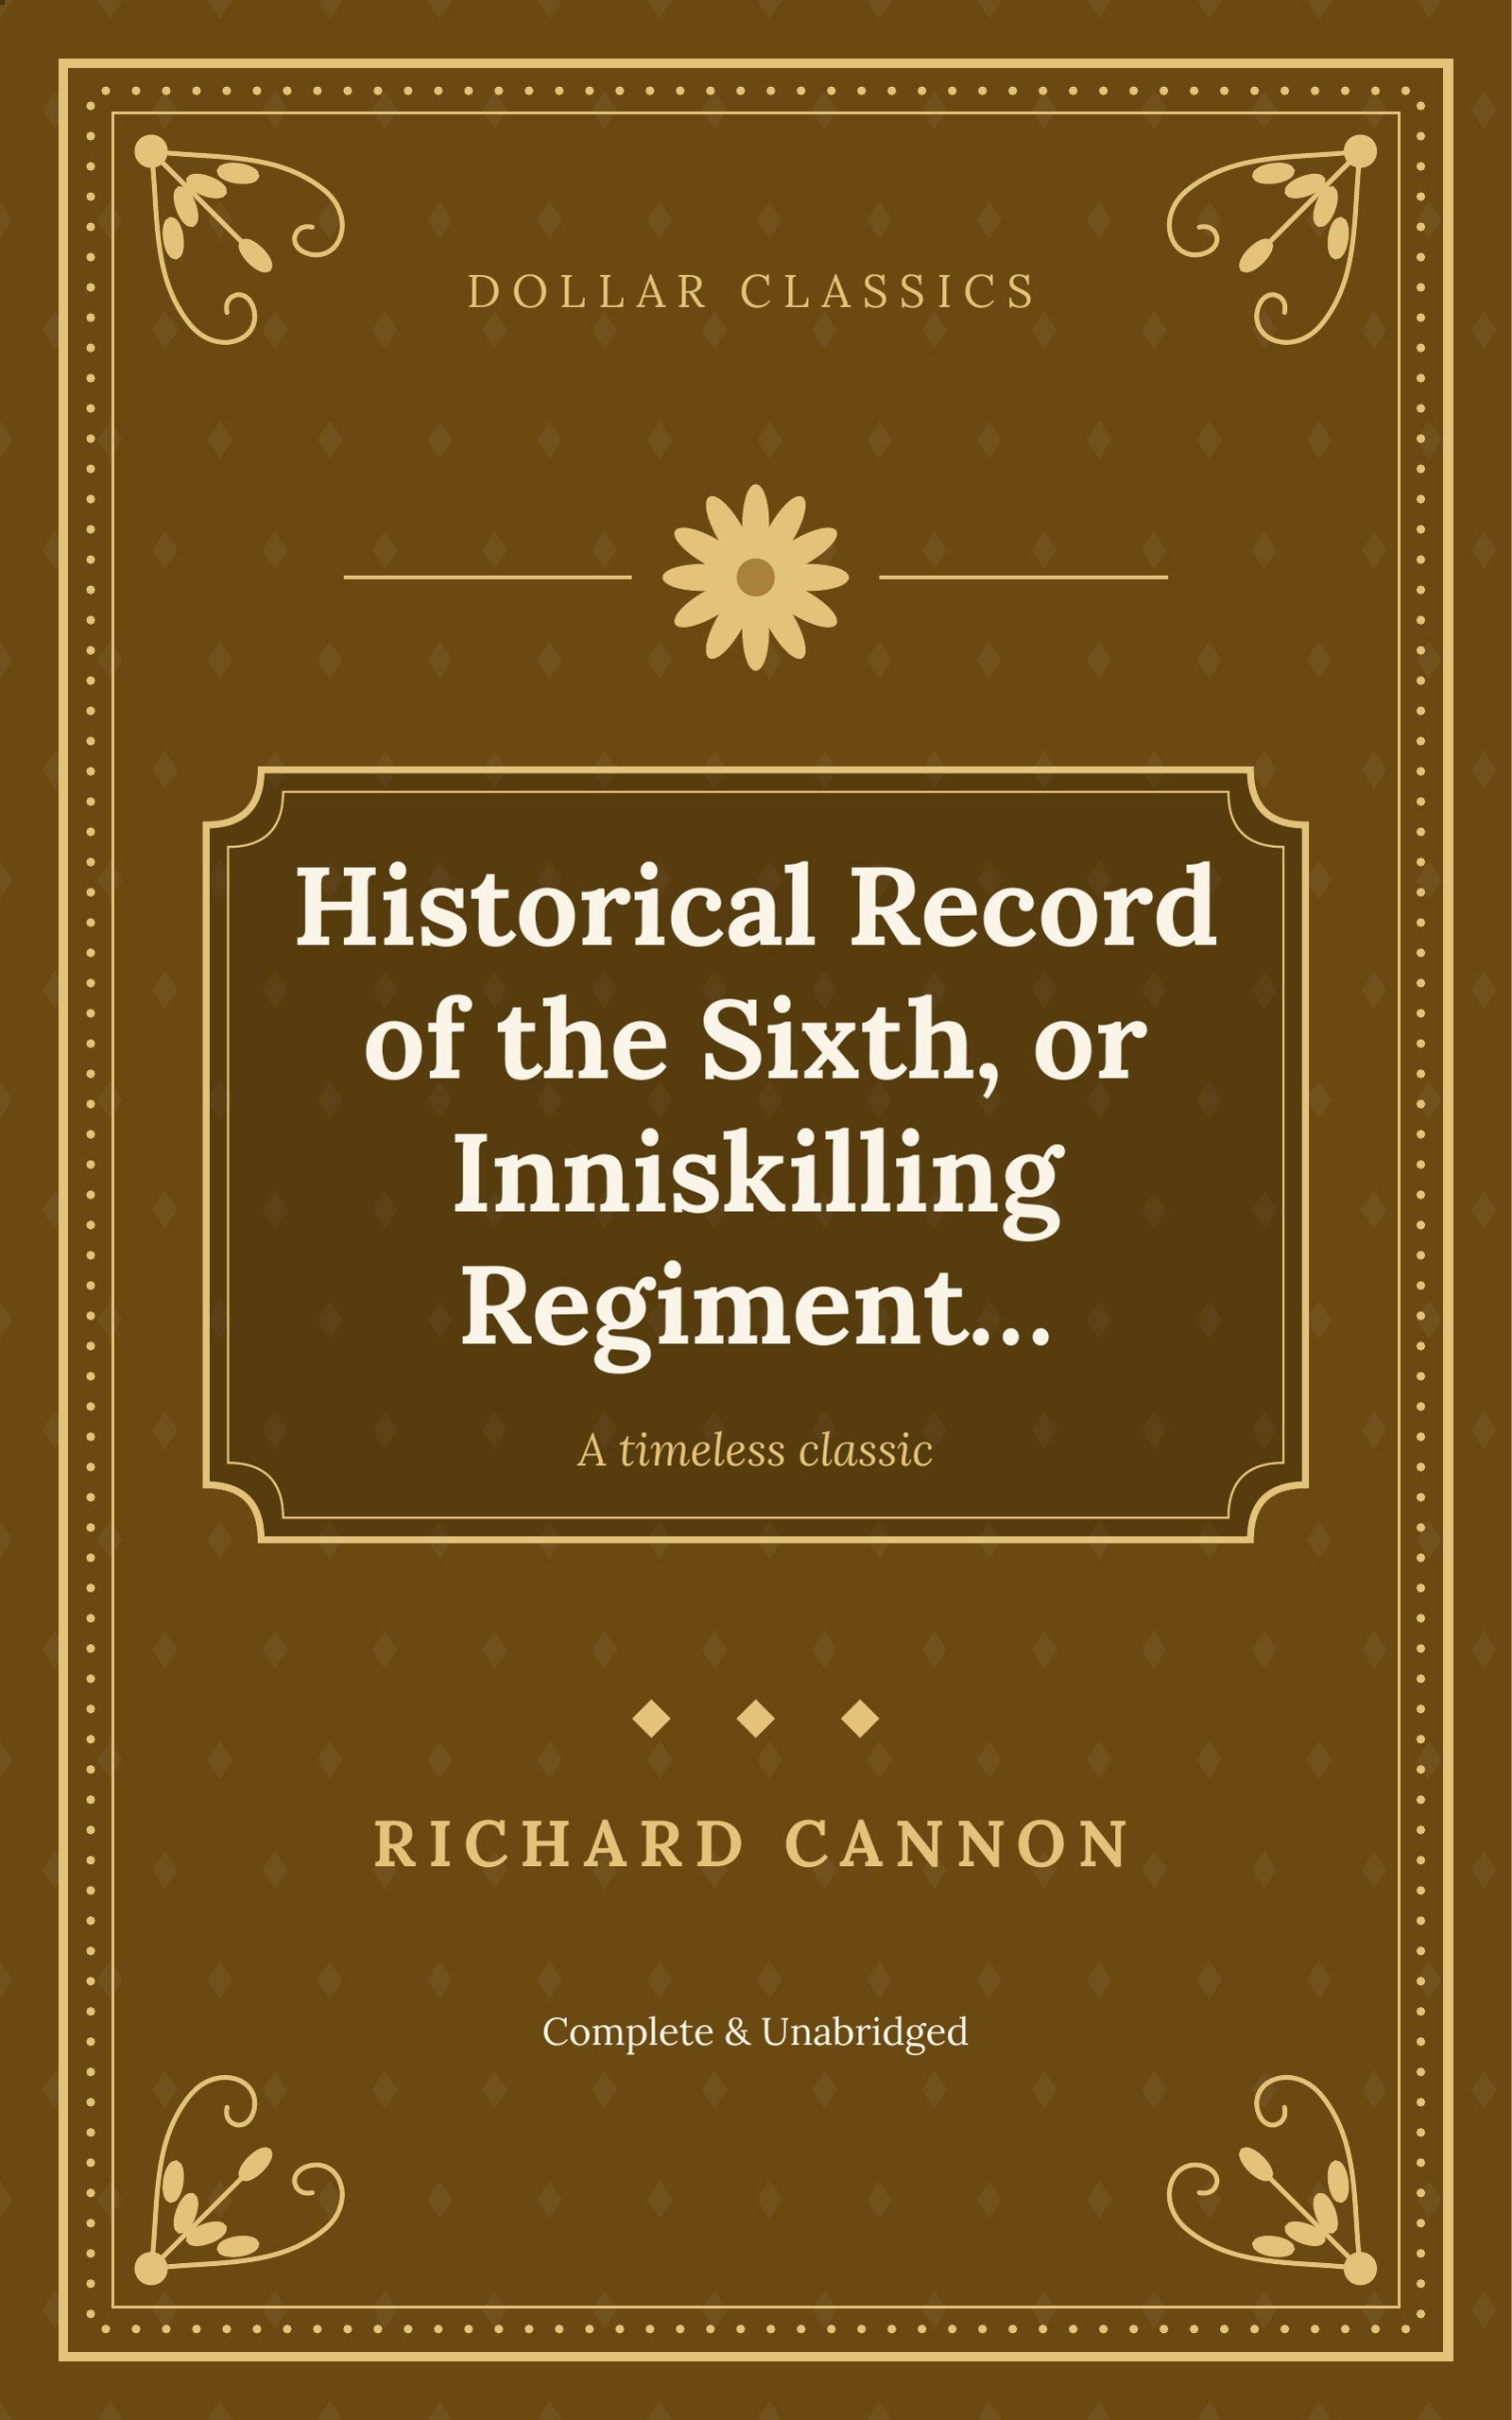 DOLLAR CLASSICS
Historical Record
of the Sixth, or
Inniskilling
Regiment...
A timeless classic
RICHARD CANNON
Complete & Unabridged